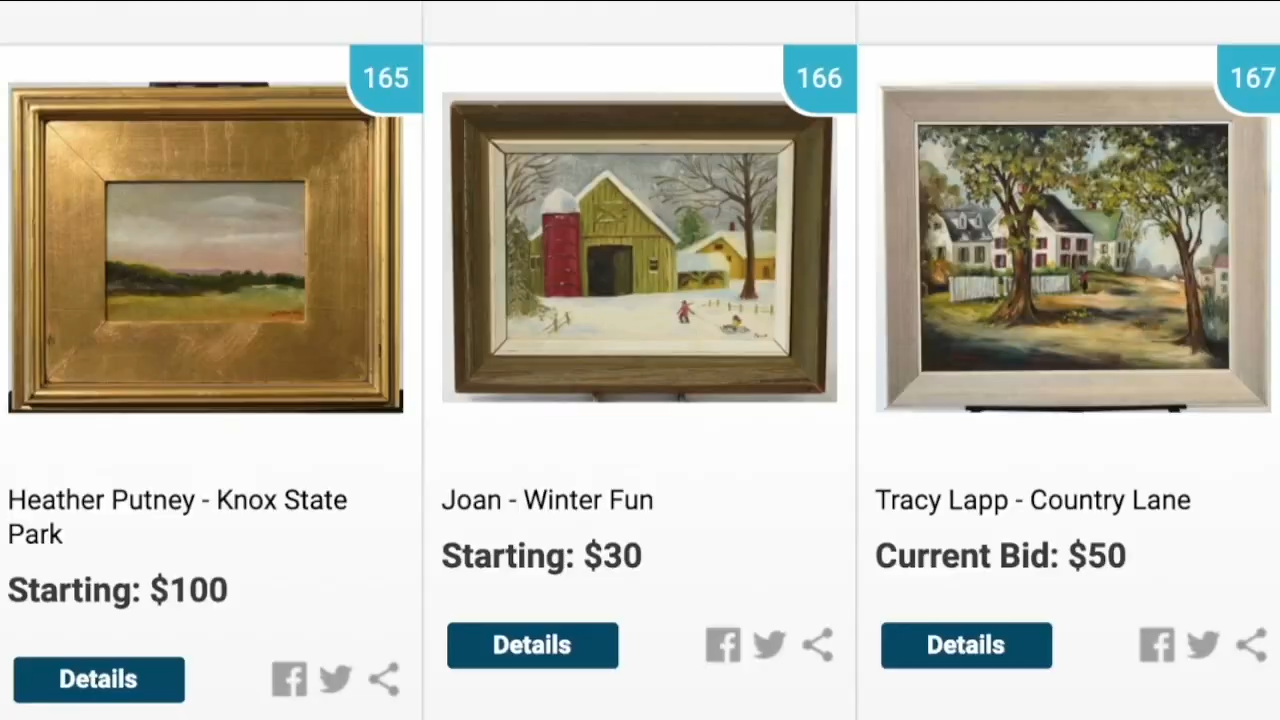 165
166
167
Heather Putney - Knox State
Park
Starting: $100
Details
Joan - Winter Fun
Starting: $30
Details
Tracy Lapp - Country Lane
Current Bid: $50
Details